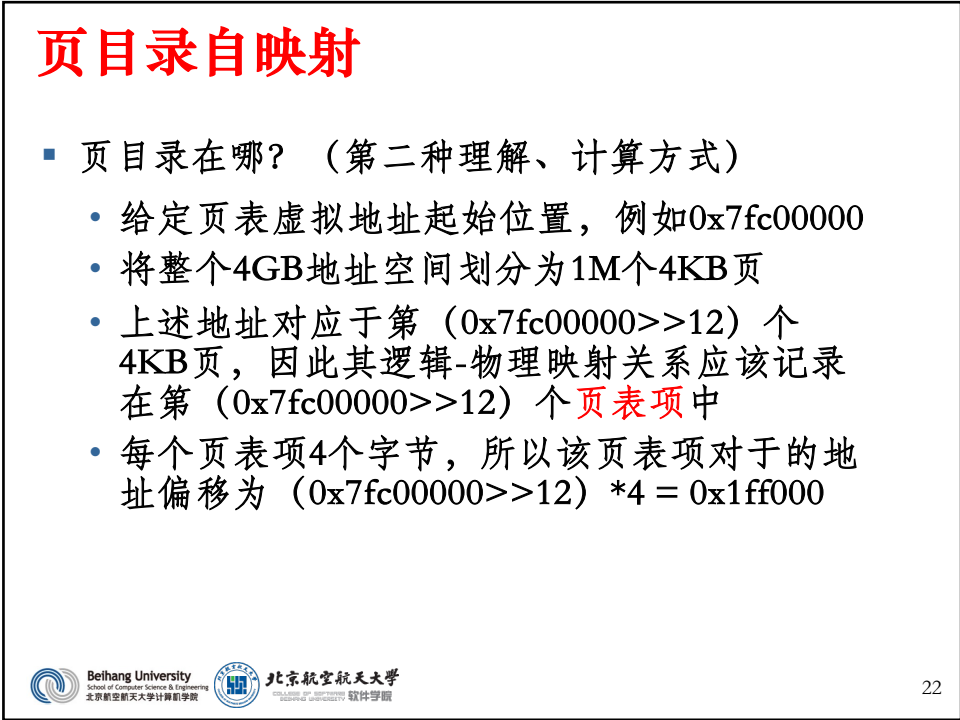 页目录自映射
页目录在哪？（第二种理解、计算方式）
给定页表虚拟地址起始位置，例如0x7fc00000
将整个4GB地址空间划分为1M个4KB页
上述地址对应于第（0x7fc00000>>12）个
4KB页，因此其逻辑-物理映射关系应该记录
在第（0x7fc00000>>12）个页表项中
每个页表项4个字节，所以该页表项对于的地
址偏移为（0x7fc00000>>12）*4 = 0x1ff000
Beihang University
School of Computer Science & Engineering
北京航空航天大学计算机学院
北京航空航天大学
COLLEGE OF SOFTWARE
BEIHANG UNIVERSITY
软件学院
22